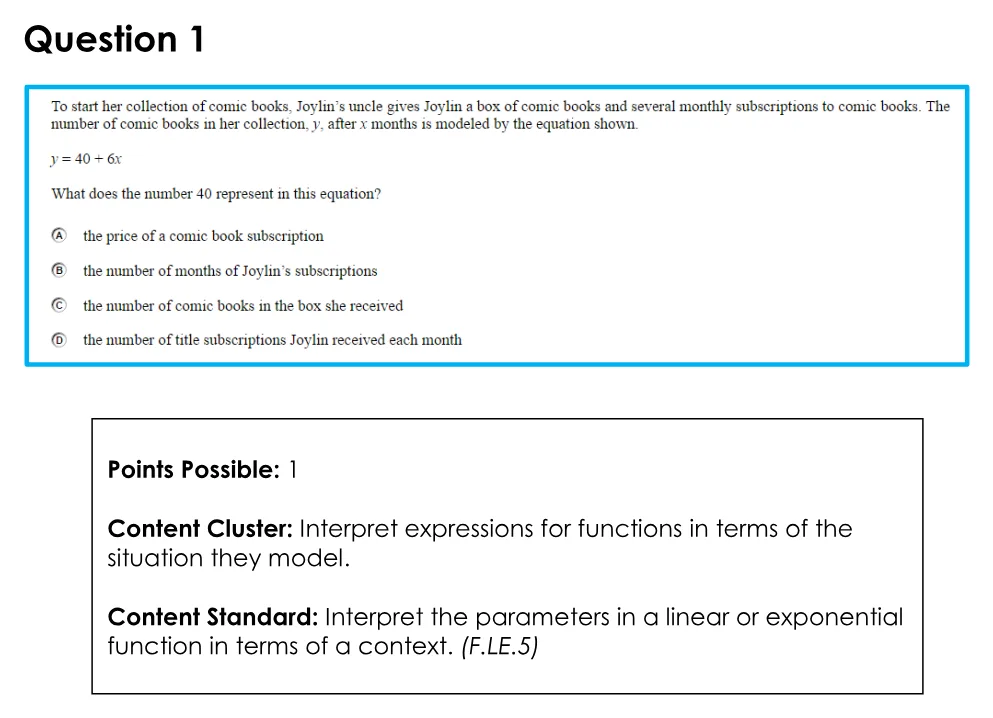 Question 1
To start her collection of comic books, Joylin's uncle gives Joylin a box of comic books and several monthly subscriptions to comic books. The
number of comic books in her collection, y, after x months is modeled by the equation shown.
y = 40 + 6x
What does the number 40 represent in this equation?
A the price of a comic book subscription
B the number of months of Joylin's subscriptions
C the number of comic books in the box she received
D the number of title subscriptions Joylin received each month
Points Possible: 1
Content Cluster: Interpret expressions for functions in terms of the
situation they model.
Content Standard: Interpret the parameters in a linear or exponential
function in terms of a context. (F.LE.5)